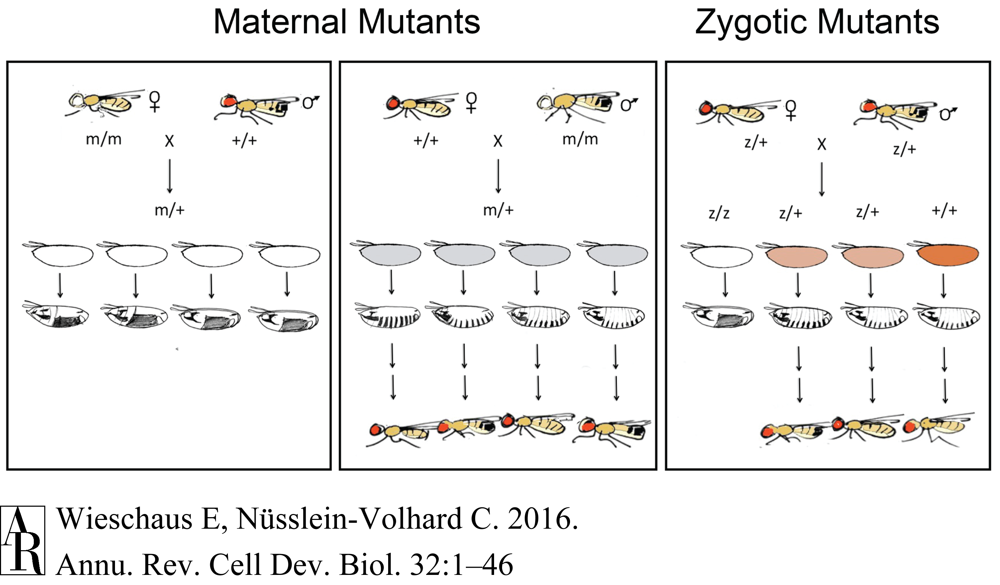 Maternal Mutants
Zygotic Mutants
♀ ♂
m/m X +/+
m/+
♀ ♂
+/+ X m/m
m/+
♀ ♂
z/+ X z/+
z/z z/+ z/+ +/+
AR
Wieschaus E, Nüsslein-Volhard C. 2016.
Annu. Rev. Cell Dev. Biol. 32:1–46